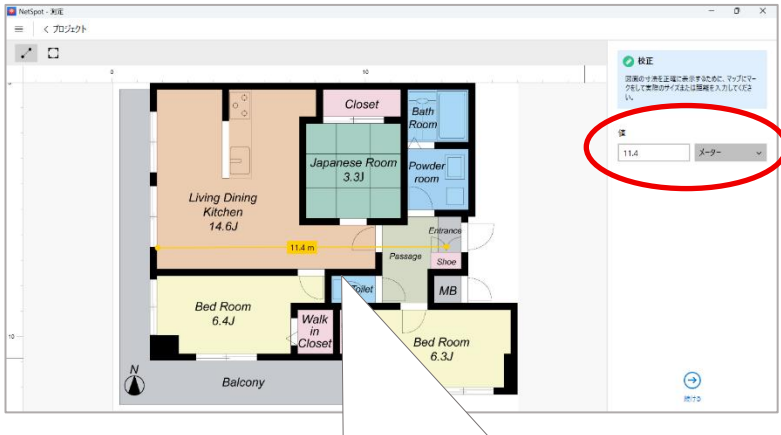 NetSpot - 測定
プロジェクト
0
10
校正
図面の寸法を正確に表示するために、マップにマー
クをして実際のサイズまたは距離を入力してくださ
い。
値
11.4
メーター
Closet
Bath
Room
Japanese Room
3.3J
Powder
room
Living Dining
Kitchen
14.6J
Entrance
11.4 m
Passage
Shoe
Toilet
MB
Bed Room
6.4J
Walk
in
Closet
Bed Room
6.3J
10
N
Balcony
続ける